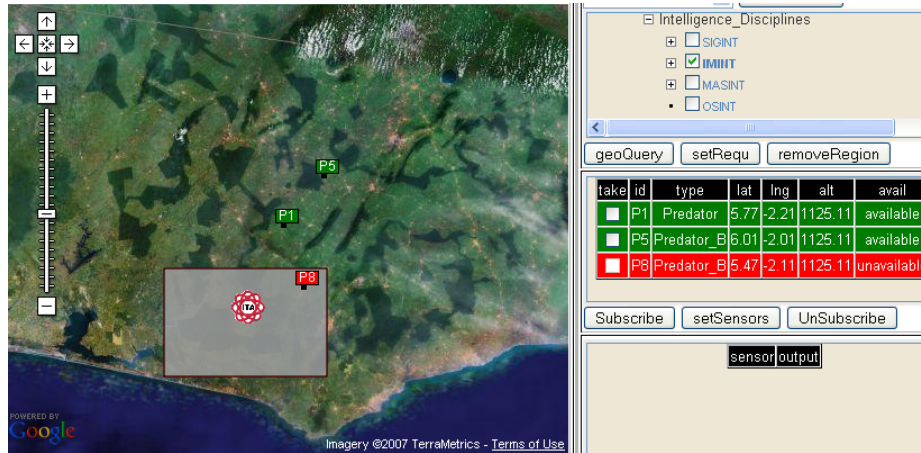 P5
P1
P8
ITA
POWERED BY
Google
Imagery ©2007 TerraMetrics - Terms of Use
Intelligence_Disciplines
SIGINT
IMINT
MASINT
OSINT
geoQuery setRequ removeRegion
take id type lat lng alt avail
P1 Predator 5.77 -2.21 1125.11 available
P5 Predator_B 6.01 -2.01 1125.11 available
P8 Predator_B 5.47 -2.11 1125.11 unavailabl
Subscribe setSensors UnSubscribe
sensor output